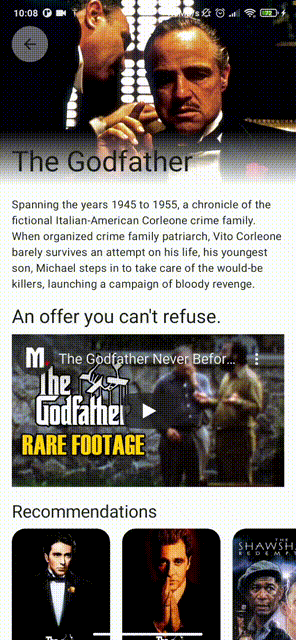 10:08
The Godfather
Spanning the years 1945 to 1955, a chronicle of the
fictional Italian-American Corleone crime family.
When organized crime family patriarch, Vito Corleone
barely survives an attempt on his life, his youngest
son, Michael steps in to take care of the would-be
killers, launching a campaign of bloody revenge.
An offer you can't refuse.
M The Godfather Never Befor...
The
Godfather
RARE FOOTAGE
Recommendations
THE
SHAWSH
REDEMPT